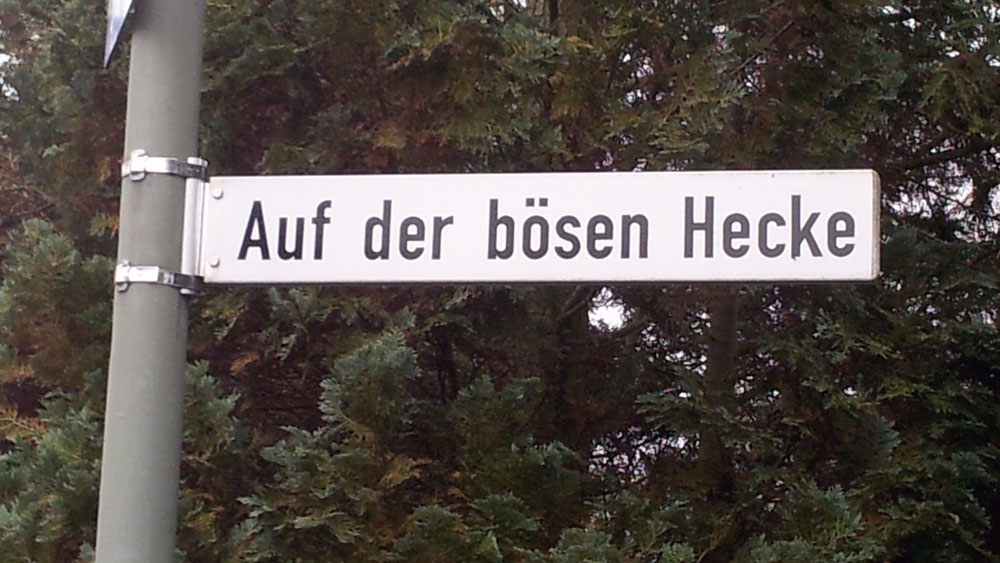 Auf der bösen Hecke